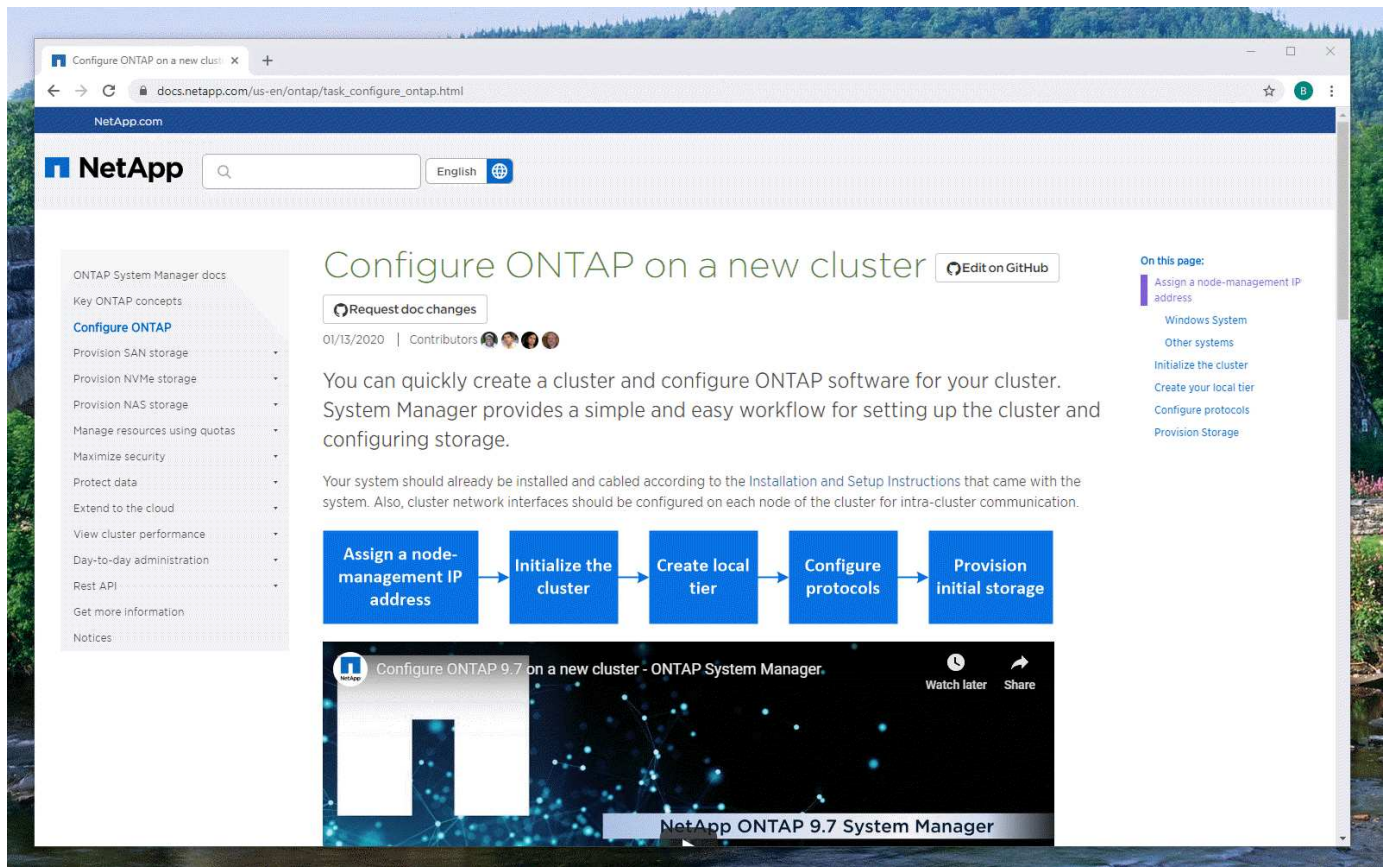 Configure ONTAP on a new clust
docs.netapp.com/us-en/ontap/task_configure_ontap.html
B
NetApp.com
NetApp
English
ONTAP System Manager docs
Key ONTAP concepts
Configure ONTAP
Provision SAN storage
Provision NVMe storage
Provision NAS storage
Manage resources using quotas
Maximize security
Protect data
Extend to the cloud
View cluster performance
Day-to-day administration
Rest API
Get more information
Notices
Configure ONTAP on a new cluster
Edit on GitHub
Request doc changes
01/13/2020 | Contributors
You can quickly create a cluster and configure ONTAP software for your cluster.
System Manager provides a simple and easy workflow for setting up the cluster and
configuring storage.
Your system should already be installed and cabled according to the Installation and Setup Instructions that came with the
system. Also, cluster network interfaces should be configured on each node of the cluster for intra-cluster communication.
Assign a node-
management IP
address
Initialize the
cluster
Create local
tier
Configure
protocols
Provision
initial storage
NetApp
Configure ONTAP 9.7 on a new cluster - ONTAP System Manager
Watch later
Share
NetApp ONTAP 9.7 System Manager
On this page:
Assign a node-management IP
address
Windows System
Other systems
Initialize the cluster
Create your local tier
Configure protocols
Provision Storage